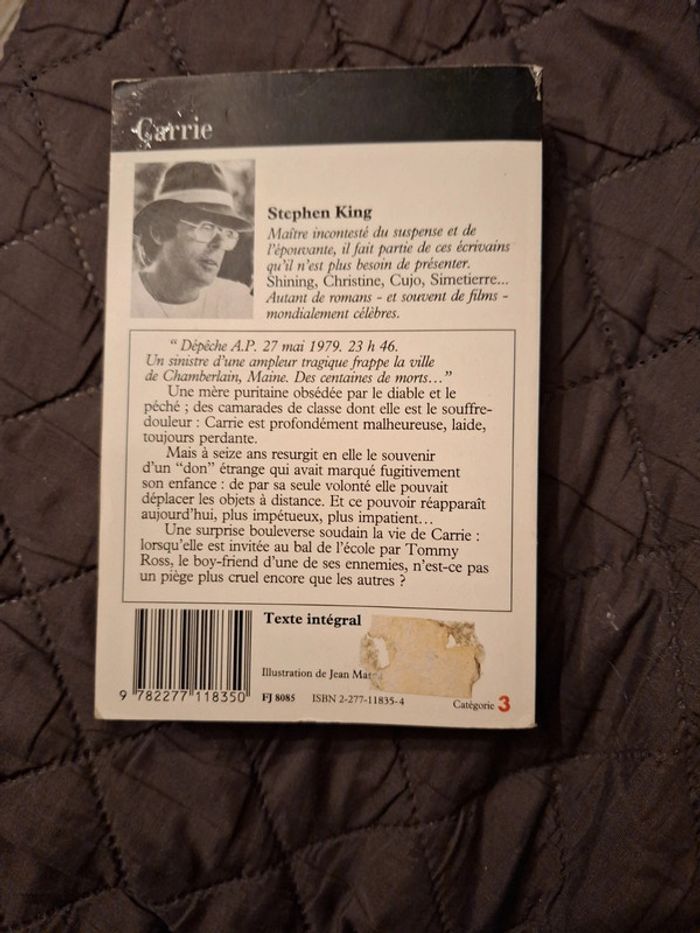 Carrie
Stephen King
Maître incontesté du suspense et de
l'épouvante, il fait partie de ces écrivains
qu'il n'est plus besoin de présenter.
Shining, Christine, Cujo, Simetierre...
Autant de romans - et souvent de films -
mondialement célèbres.
“ Dépêche A.P. 27 mai 1979. 23 h 46.
Un sinistre d'une ampleur tragique frappe la ville
de Chamberlain, Maine. Des centaines de morts...”
Une mère puritaine obsédée par le diable et le
péché ; des camarades de classe dont elle est le souffre-
douleur : Carrie est profondément malheureuse, laide,
toujours perdante.
Mais à seize ans resurgit en elle le souvenir
d'un “don” étrange qui avait marqué fugitivement
son enfance : de par sa seule volonté elle pouvait
déplacer les objets à distance. Et ce pouvoir réapparaît
aujourd'hui, plus impétueux, plus impatient...
Une surprise bouleverse soudain la vie de Carrie :
lorsqu'elle est invitée au bal de l'école par Tommy
Ross, le boy-friend d'une de ses ennemies, n'est-ce pas
un piège plus cruel encore que les autres ?
Texte intégral
Illustration de Jean
9 782277 118350
FJ 8085 ISBN 2-277-11835-4
Catégorie 3